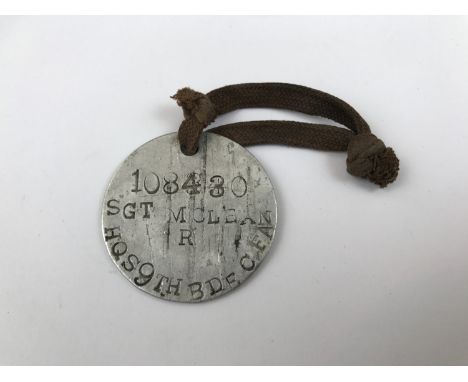 108430
SGT MCLEAN
R
HQS 9TH BDE C.F.A